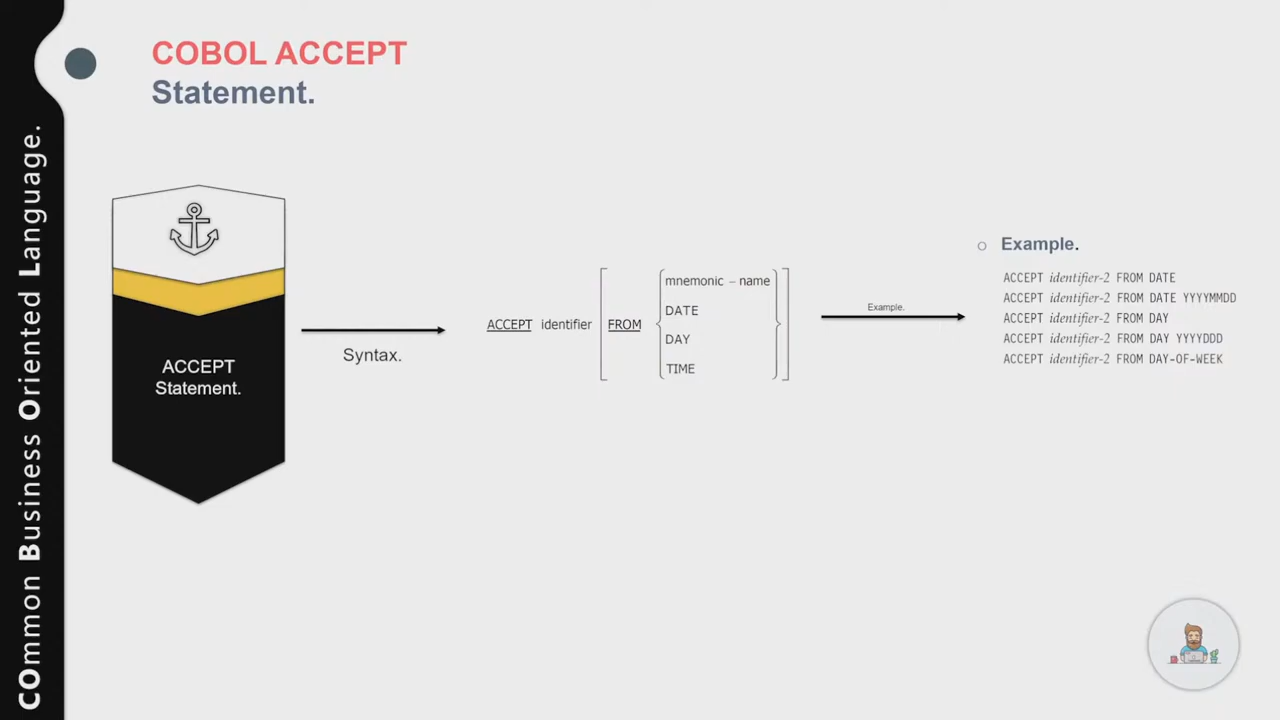 COmmon Business Oriented Language.
COBOL ACCEPT
Statement.
ACCEPT
Statement.
Syntax.
ACCEPT identifier FROM
mnemonic – name
DATE
DAY
TIME
Example.
Example.
ACCEPT identifier-2 FROM DATE
ACCEPT identifier-2 FROM DATE YYYYMMDD
ACCEPT identifier-2 FROM DAY
ACCEPT identifier-2 FROM DAY YYYYDDD
ACCEPT identifier-2 FROM DAY-OF-WEEK